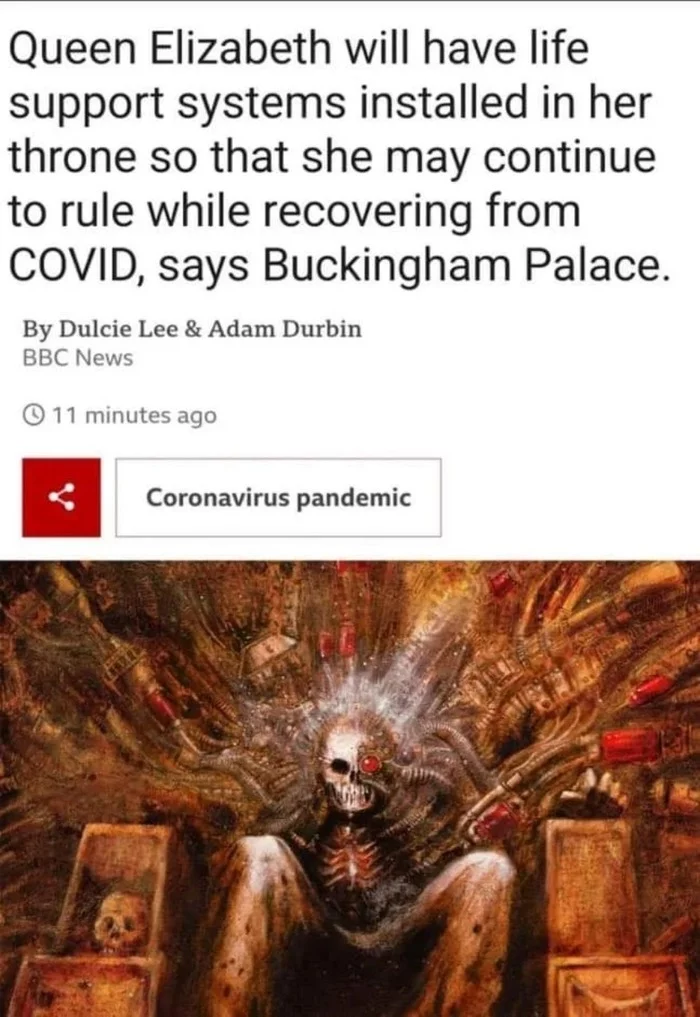 Queen Elizabeth will have life
support systems installed in her
throne so that she may continue
to rule while recovering from
COVID, says Buckingham Palace.
By Dulcie Lee & Adam Durbin
BBC News
11 minutes ago
Coronavirus pandemic